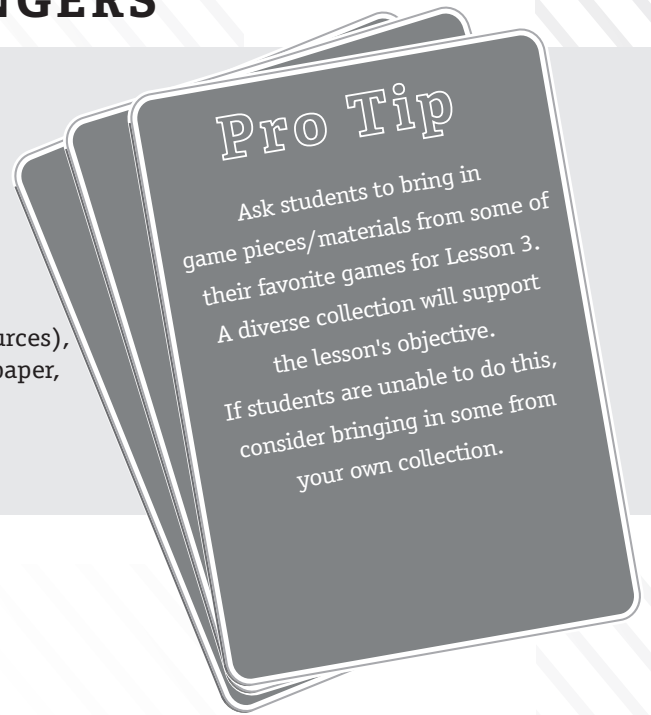 Pro Tip
Ask students to bring in
game pieces/materials from some of
their favorite games for Lesson 3.
A diverse collection will support
the lesson's objective.
If students are unable to do this,
consider bringing in some from
your own collection.
paper,